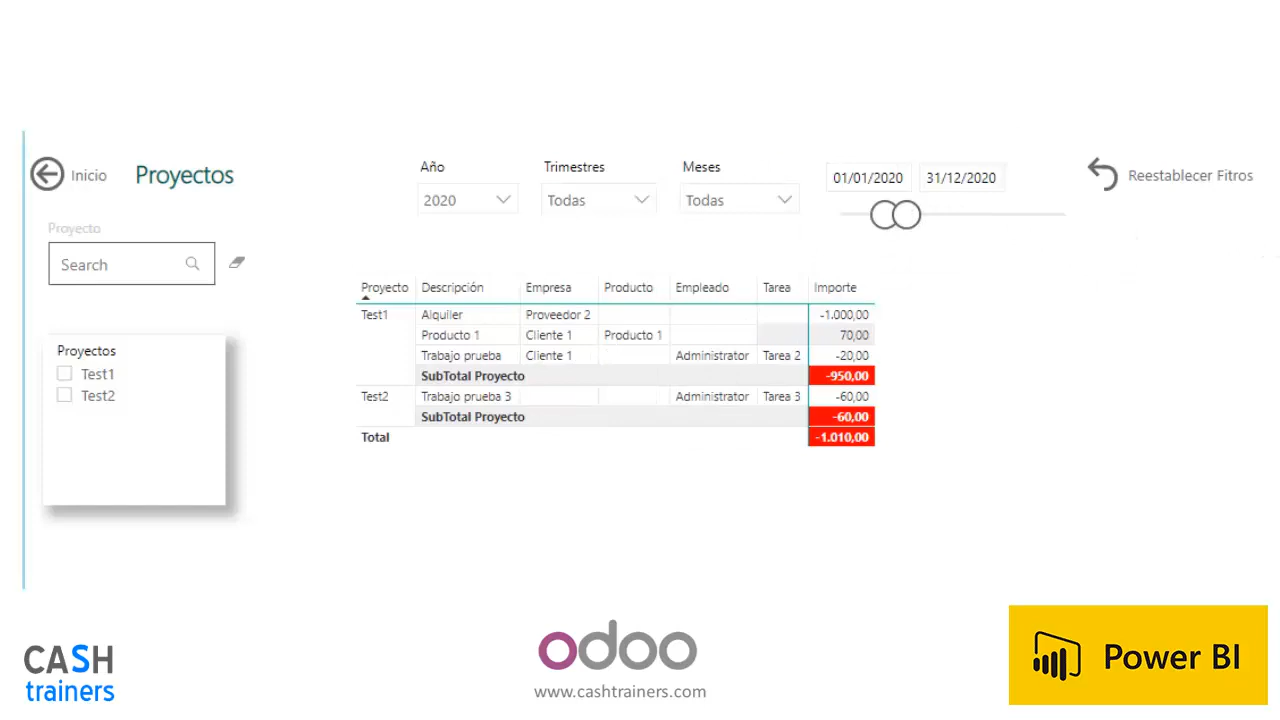 Inicio
Proyectos
Año
Trimestres
Meses
2020
Todas
Todas
01/01/2020
31/12/2020
Reestablecer Fitros
Proyecto
Search
Proyectos
Test1
Test2
Proyecto Descripción Empresa Producto Empleado Tarea Importe
Test1 Alquiler Proveedor 2 -1.000,00
Producto 1 Cliente 1 Producto 1 70,00
Trabajo prueba Cliente 1 Administrator Tarea 2 -20,00
SubTotal Proyecto -950,00
Test2 Trabajo prueba 3 Administrator Tarea 3 -60,00
SubTotal Proyecto -60,00
Total -1.010,00
CASH
trainers
odoo
www.cashtrainers.com
Power BI